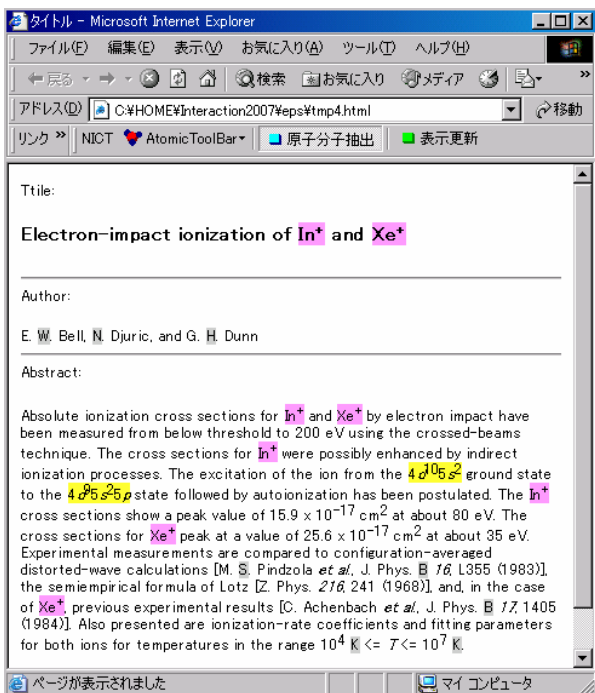 タイトル - Microsoft Internet Explorer
ファイル(F) 編集(E) 表示(V) お気に入り(A) ツール(T) ヘルプ(H)
戻る 検索 お気に入り メディア »
アドレス(D) C:¥HOME¥Interaction2007¥eps¥tmp4.html 移動
リンク » NICT AtomicToolBar 原子分子抽出 表示更新
Ttile:
Electron-impact ionization of In⁺ and Xe⁺
Author:
E. W. Bell, N. Djuric, and G. H. Dunn
Abstract:
Absolute ionization cross sections for In⁺ and Xe⁺ by electron impact have
been measured from below threshold to 200 eV using the crossed-beams
technique. The cross sections for In⁺ were possibly enhanced by indirect
ionization processes. The excitation of the ion from the 4d¹⁰5s² ground state
to the 4d⁹5s²5p state followed by autoionization has been postulated. The In⁺
cross sections show a peak value of 15.9 x 10⁻¹⁷ cm² at about 80 eV. The
cross sections for Xe⁺ peak at a value of 25.6 x 10⁻¹⁷ cm² at about 35 eV.
Experimental measurements are compared to configuration-averaged
distorted-wave calculations [M. S. Pindzola et al., J. Phys. B 16, L355 (1983)],
the semiempirical formula of Lotz [Z. Phys. 216, 241 (1968)], and, in the case
of Xe⁺, previous experimental results [C. Achenbach et al., J. Phys. B 17, 1405
(1984)]. Also presented are ionization-rate coefficients and fitting parameters
for both ions for temperatures in the range 10⁴ K <= T <= 10⁷ K.
ページが表示されました マイ コンピュータ